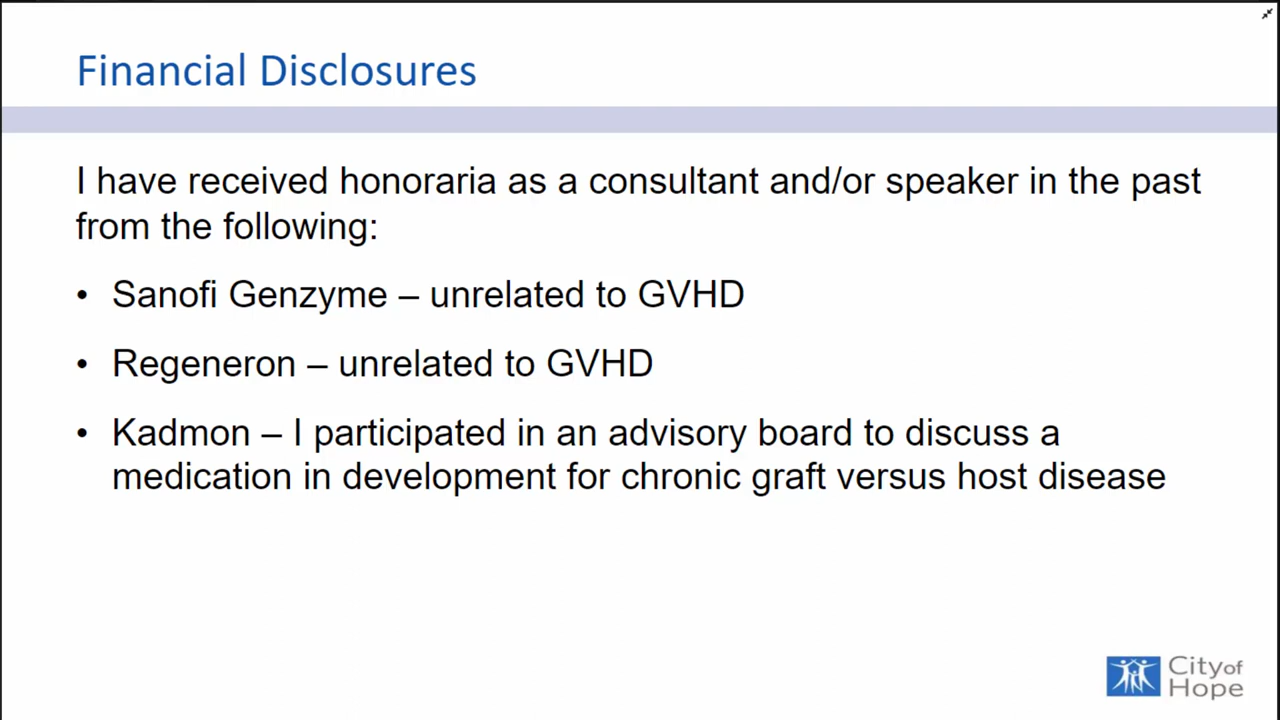 Financial Disclosures
I have received honoraria as a consultant and/or speaker in the past
from the following:
• Sanofi Genzyme – unrelated to GVHD
• Regeneron – unrelated to GVHD
• Kadmon – I participated in an advisory board to discuss a
medication in development for chronic graft versus host disease
City of
Hope